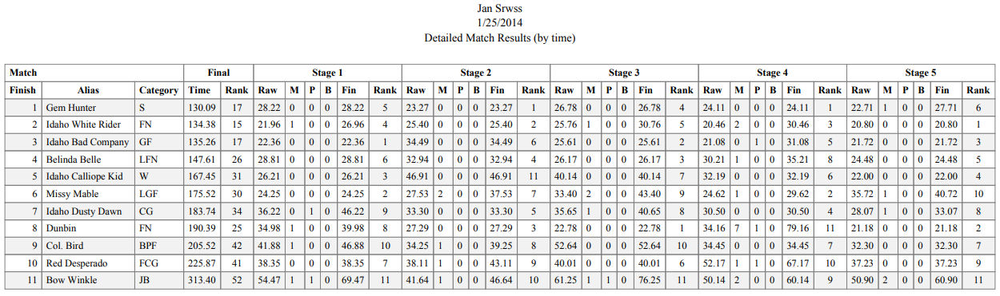 Jan Srwss
1/25/2014
Detailed Match Results (by time)
Match Final Stage 1 Stage 2 Stage 3 Stage 4 Stage 5
Finish Alias Category Time Rank Raw M P B Fin Rank Raw M P B Fin Rank Raw M P B Fin Rank Raw M P B Fin Rank Raw M P B Fin Rank
1 Gem Hunter S 130.09 17 28.22 0 0 0 28.22 5 23.27 0 0 0 23.27 1 26.78 0 0 0 26.78 4 24.11 0 0 0 24.11 1 22.71 1 0 0 27.71 6
2 Idaho White Rider FN 134.38 15 21.96 1 0 0 26.96 4 25.40 0 0 0 25.40 2 25.76 1 0 0 30.76 5 20.46 2 0 0 30.46 3 20.80 0 0 0 20.80 1
3 Idaho Bad Company GF 135.26 17 22.36 0 0 0 22.36 1 34.49 0 0 0 34.49 6 25.61 0 0 0 25.61 2 21.08 0 1 0 31.08 5 21.72 0 0 0 21.72 3
4 Belinda Belle LFN 147.61 26 28.81 0 0 0 28.81 6 32.94 0 0 0 32.94 4 26.17 0 0 0 26.17 3 30.21 1 0 0 35.21 8 24.48 0 0 0 24.48 5
5 Idaho Calliope Kid W 167.45 31 26.21 0 0 0 26.21 3 46.91 0 0 0 46.91 11 40.14 0 0 0 40.14 7 32.19 0 0 0 32.19 6 22.00 0 0 0 22.00 4
6 Missy Mable LGF 175.52 30 24.25 0 0 0 24.25 2 27.53 2 0 0 37.53 7 33.40 2 0 0 43.40 9 24.62 1 0 0 29.62 2 35.72 1 0 0 40.72 10
7 Idaho Dusty Dawn CG 183.74 34 36.22 0 1 0 46.22 9 33.30 0 0 0 33.30 5 35.65 1 0 0 40.65 8 30.50 0 0 0 30.50 4 28.07 1 0 0 33.07 8
8 Dunbin FN 190.39 25 34.98 1 0 0 39.98 8 27.29 0 0 0 27.29 3 22.78 0 0 0 22.78 1 34.16 7 1 0 79.16 11 21.18 0 0 0 21.18 2
9 Col. Bird BPF 205.52 42 41.88 1 0 0 46.88 10 34.25 1 0 0 39.25 8 52.64 0 0 0 52.64 10 34.45 0 0 0 34.45 7 32.30 0 0 0 32.30 7
10 Red Desperado FCG 225.87 41 38.35 0 0 0 38.35 7 38.11 1 0 0 43.11 9 40.01 0 0 0 40.01 6 52.17 1 1 0 67.17 10 37.23 0 0 0 37.23 9
11 Bow Winkle JB 313.40 52 54.47 1 1 0 69.47 11 41.64 1 0 0 46.64 10 61.25 1 1 0 76.25 11 50.14 2 0 0 60.14 9 50.90 2 0 0 60.90 11